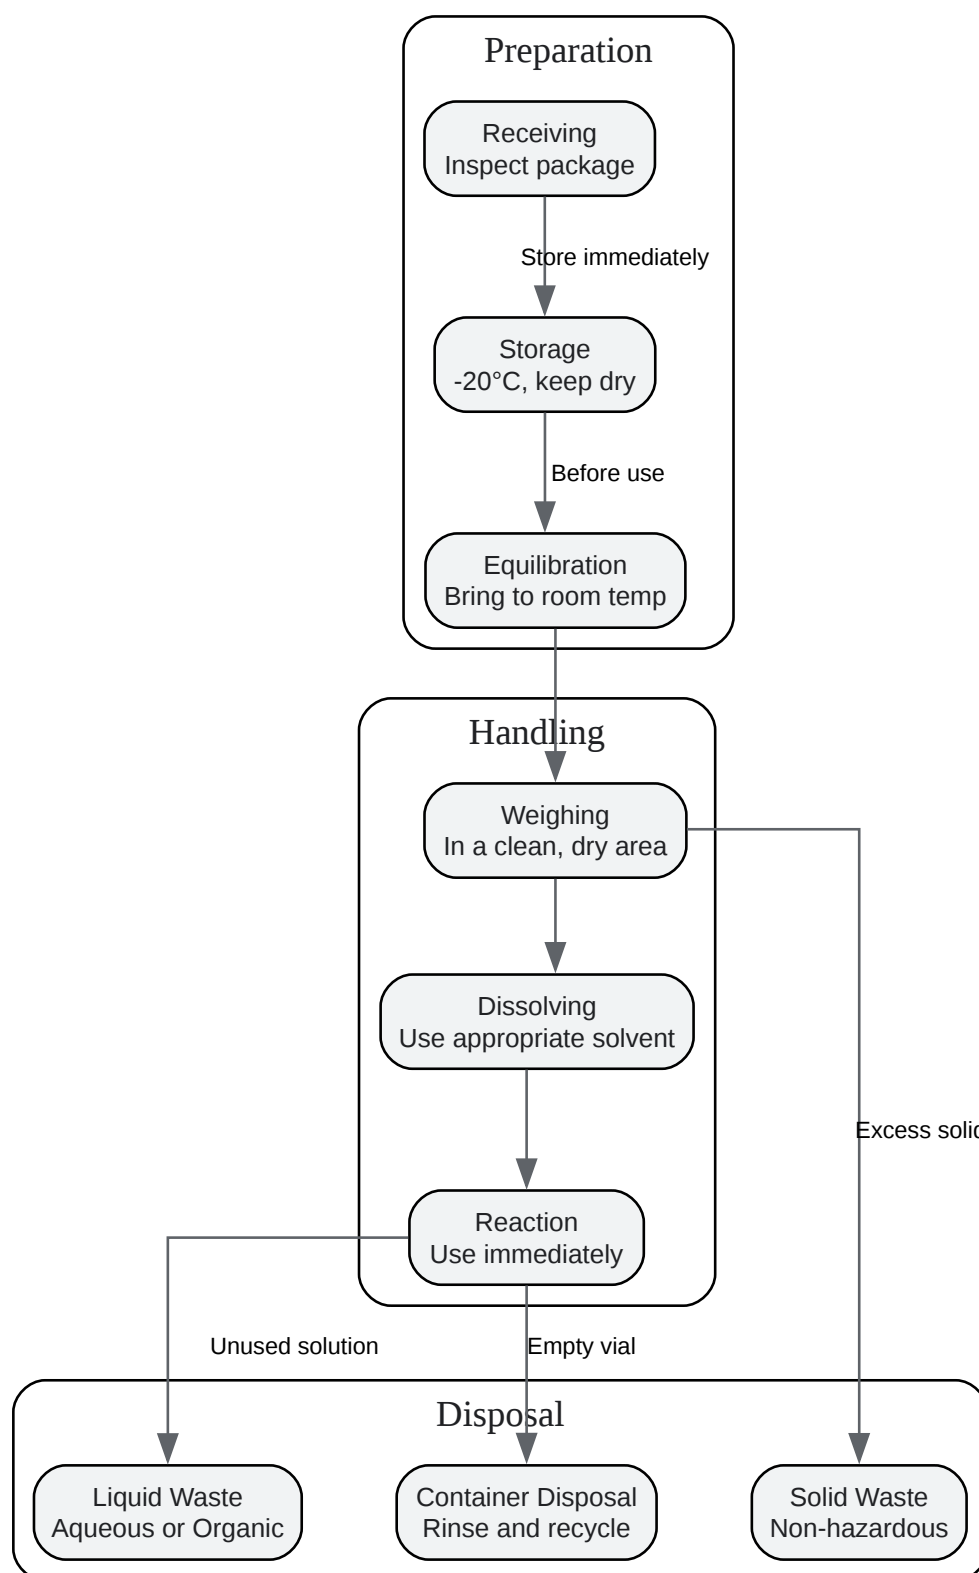 Preparation
Receiving
Inspect package
Store immediately
Storage
-20°C, keep dry
Before use
Equilibration
Bring to room temp
Handling
Weighing
In a clean, dry area
Dissolving
Use appropriate solvent
Excess solid
Reaction
Use immediately
Unused solution
Empty vial
Disposal
Liquid Waste
Aqueous or Organic
Container Disposal
Rinse and recycle
Solid Waste
Non-hazardous